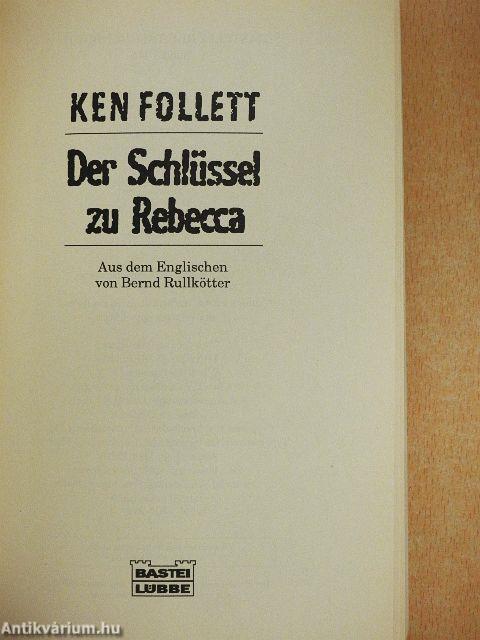 KEN FOLLETT
Der Schlüssel
zu Rebecca
Aus dem Englischen
von Bernd Rullkötter
BASTEI
LÜBBE
Antikvárium.hu